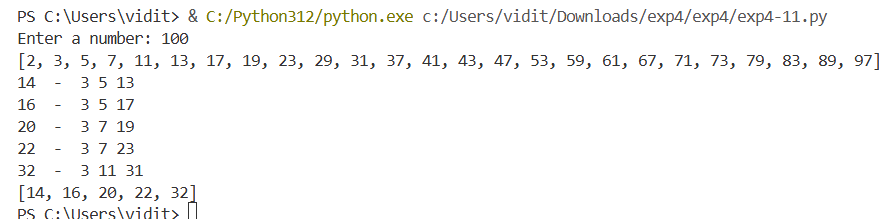 PS C:\Users\vidit> & C:/Python312/python.exe c:/Users/vidit/Downloads/exp4/exp4/exp4-11.py
Enter a number: 100
[2, 3, 5, 7, 11, 13, 17, 19, 23, 29, 31, 37, 41, 43, 47, 53, 59, 61, 67, 71, 73, 79, 83, 89, 97]
14  -  3 5 13
16  -  3 5 17
20  -  3 7 19
22  -  3 7 23
32  -  3 11 31
[14, 16, 20, 22, 32]
PS C:\Users\vidit>